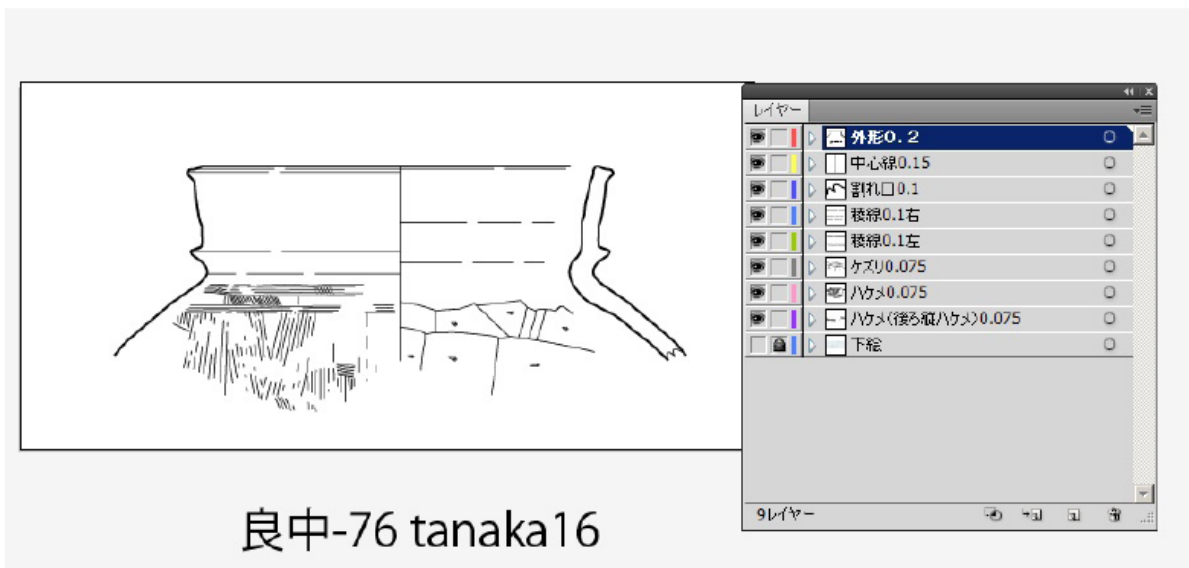 レイヤー
外形0.2
中心線0.15
割れ口0.1
稜線0.1右
稜線0.1左
ケズリ0.075
ハケメ0.075
ハケメ(後ろ縦ハケメ)0.075
下絵
9レイヤー
良中-76 tanaka16